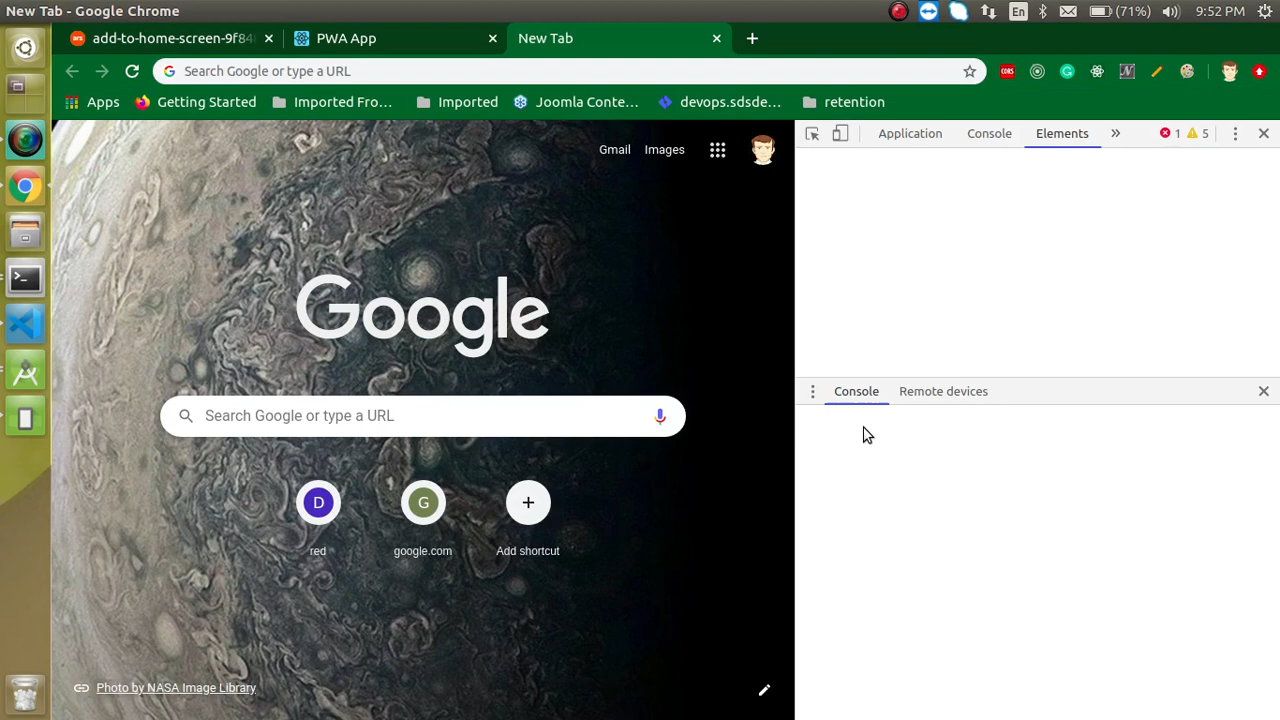 New Tab - Google Chrome
En
(71%)
9:52 PM
ars
add-to-home-screen-9f84
PWA App
New Tab
Search Google or type a URL
CORS
Apps
Getting Started
Imported Fro...
Imported
Joomla Conte...
devops.sdsde...
retention
Gmail
Images
Application
Console
Elements
1
5
Google
Console
Remote devices
Search Google or type a URL
D
G
red
google.com
Add shortcut
Photo by NASA Image Library